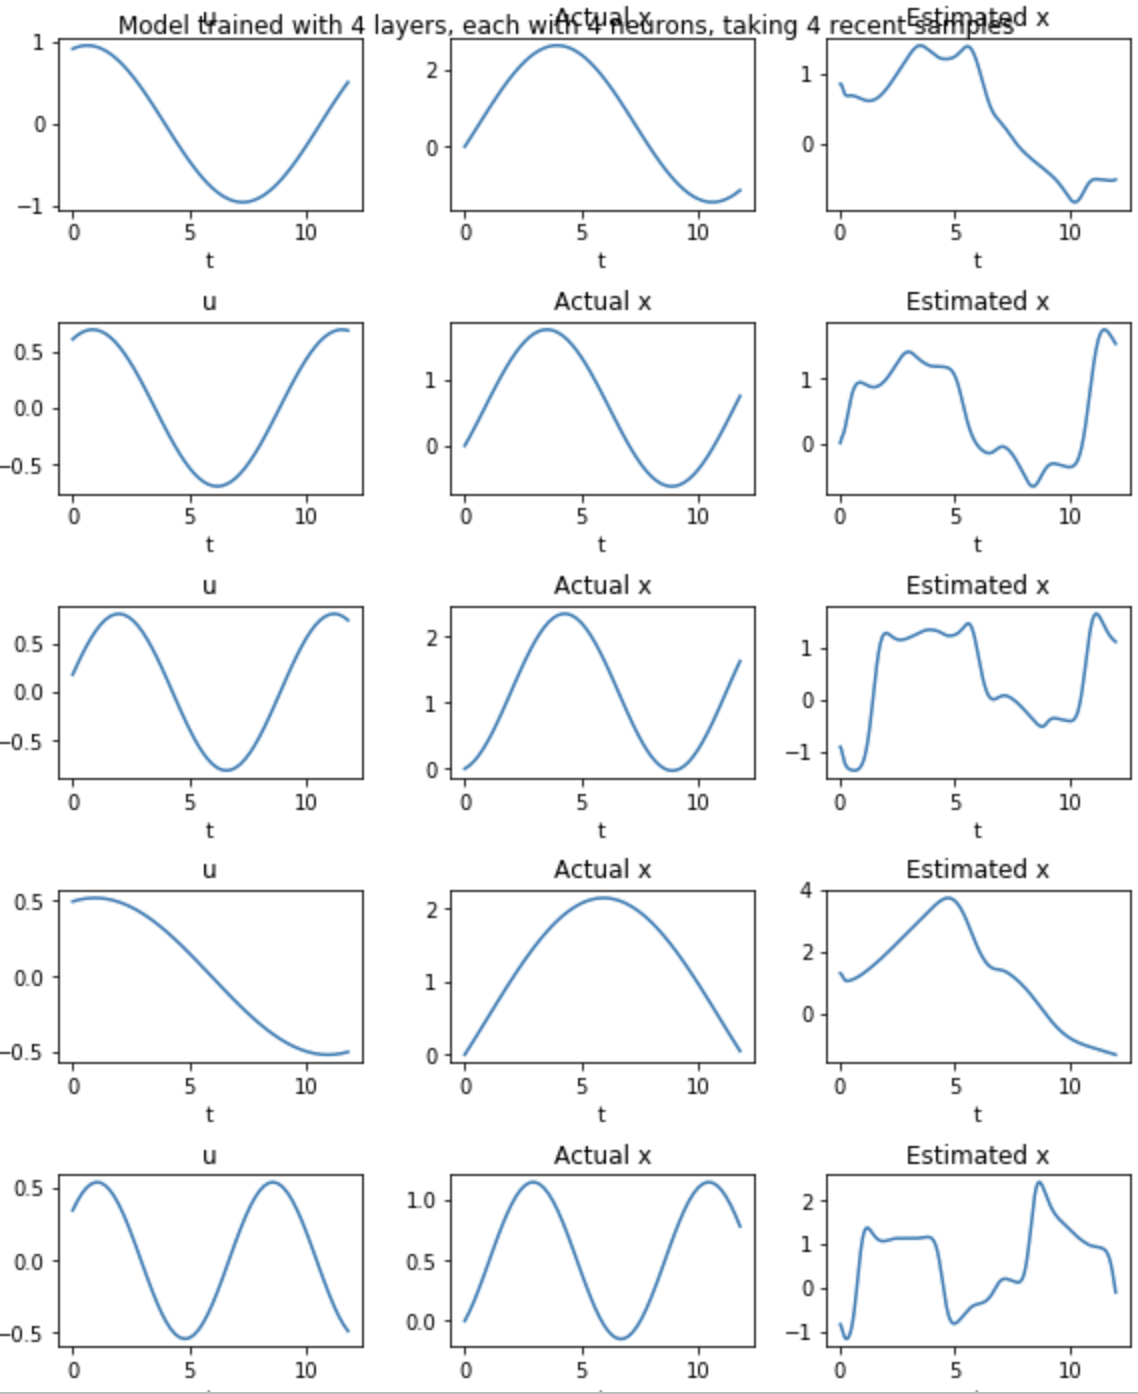 Model trained with 4 layers, each with 4 neurons, taking 4 recent samples
u Actual x Estimated x
1 2 1
0 0 0
−1
0 5 10 0 5 10 0 5 10
t t t
u Actual x Estimated x
0.5 1 1
0.0 0 0
−0.5
0 5 10 0 5 10 0 5 10
t t t
u Actual x Estimated x
0.5 2 1
0.0 1 0
−0.5 0 −1
0 5 10 0 5 10 0 5 10
t t t
u Actual x Estimated x
0.5 2 4
0.0 1 2
−0.5 0 0
0 5 10 0 5 10 0 5 10
t t t
u Actual x Estimated x
0.5 1.0 2
0.0 0.5 1
−0.5 0.0 0
−1
0 5 10 0 5 10 0 5 10